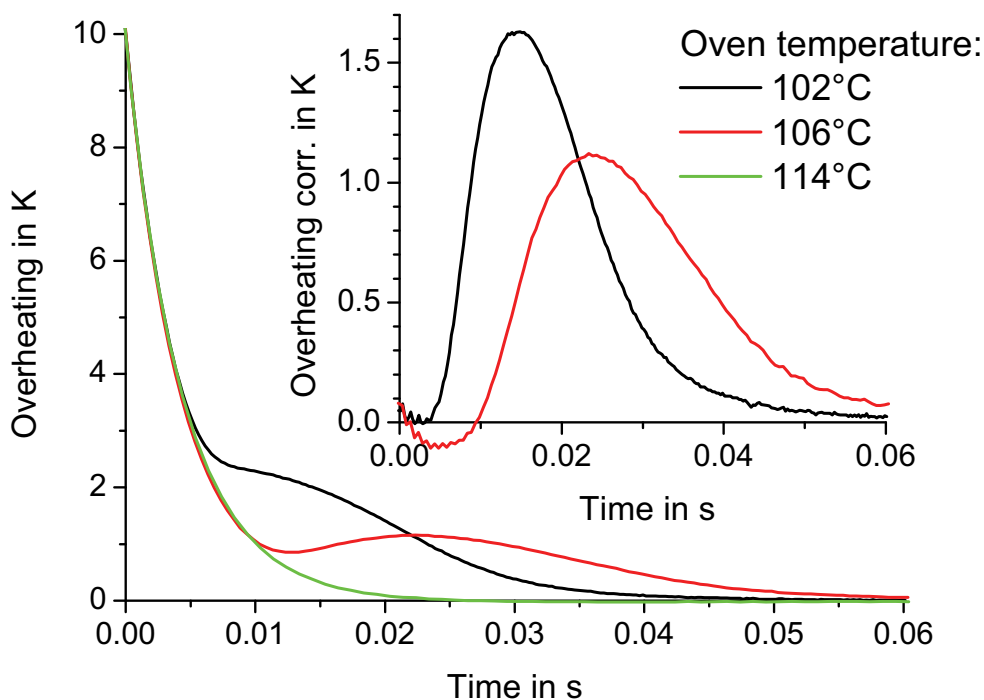 Oven temperature:
102°C
106°C
114°C
Overheating in K
10
8
6
4
2
0
0.00
0.01
0.02
0.03
0.04
0.05
0.06
Time in s
Overheating corr. in K
1.5
1.0
0.5
0.0
0.00
0.02
0.04
0.06
Time in s